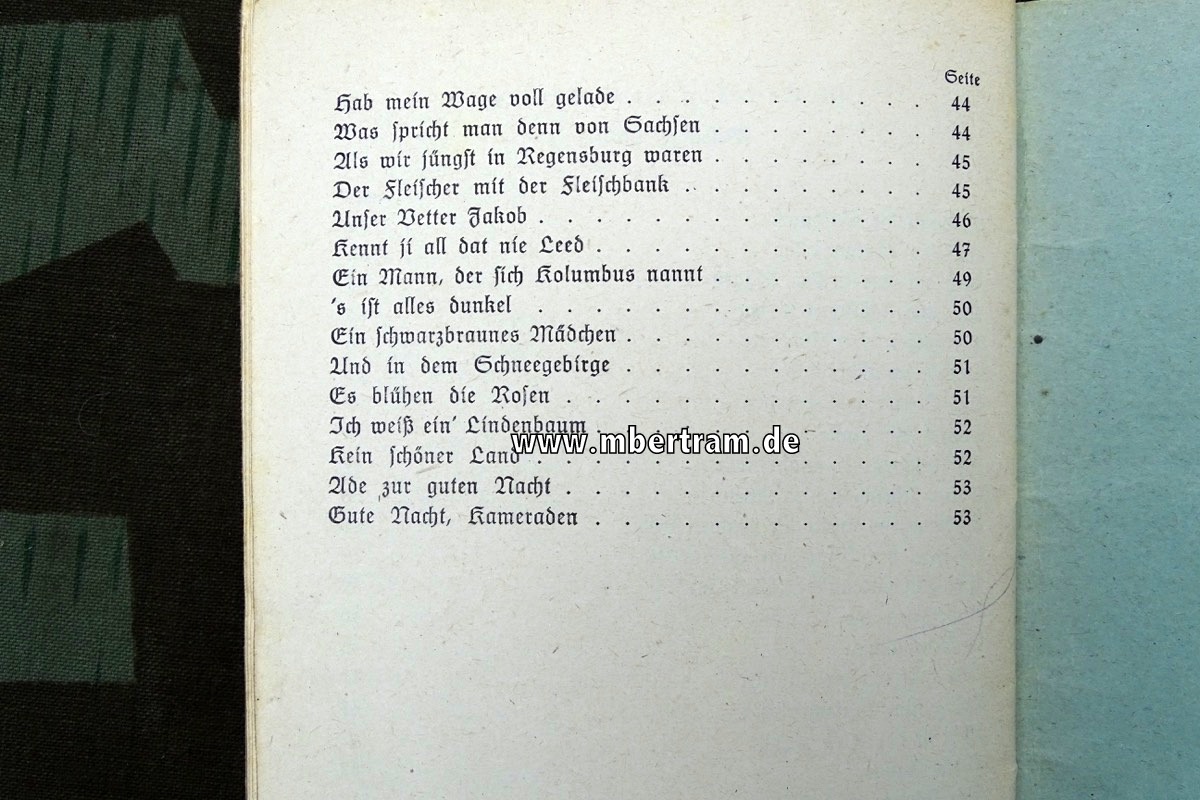 Seite
Hab mein Wage voll gelade . . . . . . . . . . . 44
Was spricht man denn von Sachsen . . . . . . . . 44
Als wir jüngst in Regensburg waren . . . . . . . . 45
Der Fleischer mit der Fleischbank . . . . . . . . . 45
Unser Vetter Jakob . . . . . . . . . . . . . . 46
Kennt ji all dat nie Leed . . . . . . . . . . . . 47
Ein Mann, der sich Kolumbus nannt . . . . . . . . 49
's ist alles dunkel . . . . . . . . . . . . . . 50
Ein schwarzbraunes Mädchen . . . . . . . . . . . 50
Und in dem Schneegebirge . . . . . . . . . . . 51
Es blühen die Rosen . . . . . . . . . . . . . 51
Ich weiß ein' Lindenbaum . . . . . . . . . . . . 52
www.mbertram.de
Kein schöner Land . . . . . . . . . . . . . . 52
Ade zur guten Nacht . . . . . . . . . . . . . 53
Gute Nacht, Kameraden . . . . . . . . . . . . 53